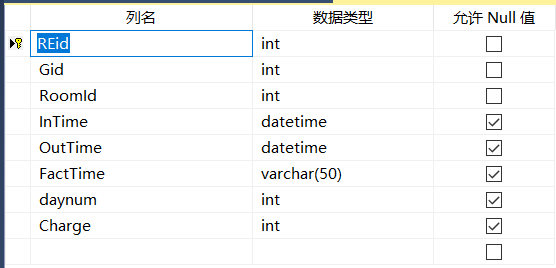 列名 数据类型 允许 Null 值
REid int
Gid int
RoomId int
InTime datetime
OutTime datetime
FactTime varchar(50)
daynum int
Charge int